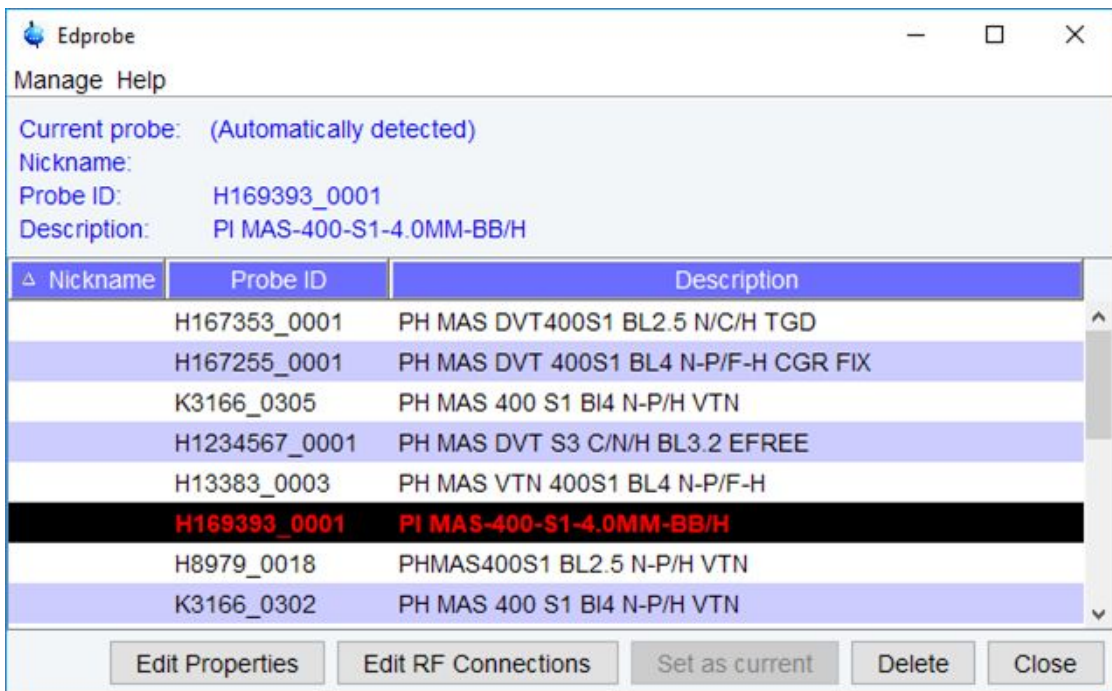 Edprobe
Manage Help
Current probe: (Automatically detected)
Nickname:
Probe ID: H169393_0001
Description: PI MAS-400-S1-4.0MM-BB/H
Nickname Probe ID Description
H167353_0001 PH MAS DVT400S1 BL2.5 N/C/H TGD
H167255_0001 PH MAS DVT 400S1 BL4 N-P/F-H CGR FIX
K3166_0305 PH MAS 400 S1 Bl4 N-P/H VTN
H1234567_0001 PH MAS DVT S3 C/N/H BL3.2 EFREE
H13383_0003 PH MAS VTN 400S1 BL4 N-P/F-H
H169393_0001 PI MAS-400-S1-4.0MM-BB/H
H8979_0018 PHMAS400S1 BL2.5 N-P/H VTN
K3166_0302 PH MAS 400 S1 Bl4 N-P/H VTN
Edit Properties Edit RF Connections Set as current Delete Close